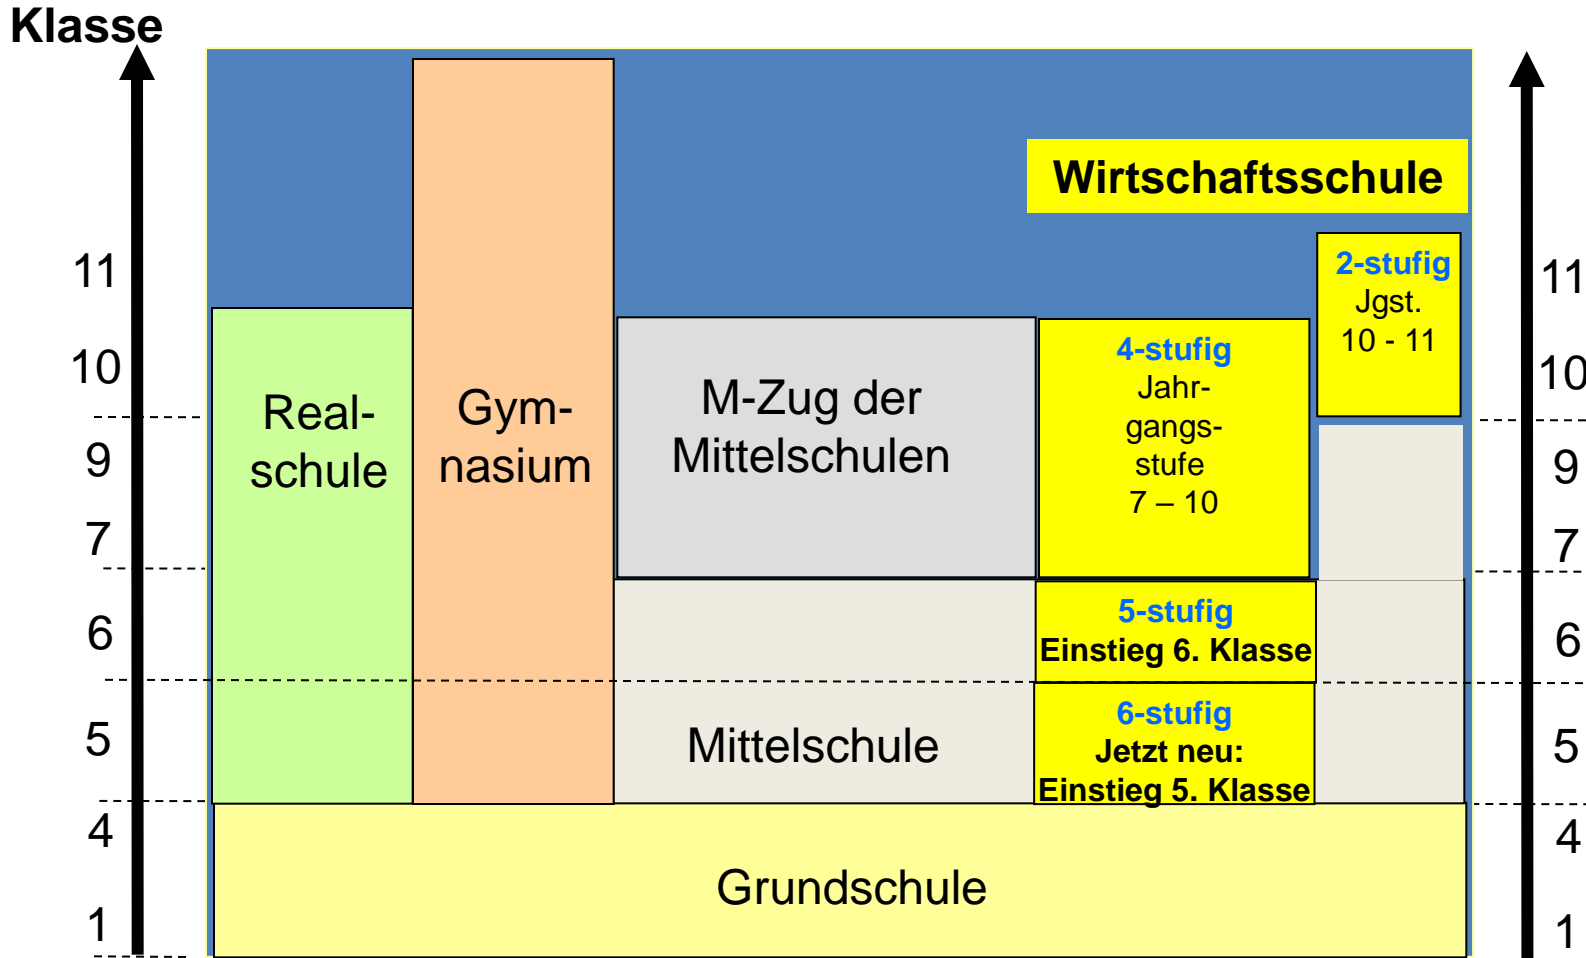 Klasse
Wirtschaftsschule
11
10
9
7
6
5
4
1
Real-
schule
Gym-
nasium
M-Zug der
Mittelschulen
4-stufig
Jahr-
gangs-
stufe
7 – 10
2-stufig
Jgst.
10 - 11
5-stufig
Einstieg 6. Klasse
Mittelschule
6-stufig
Jetzt neu:
Einstieg 5. Klasse
Grundschule
11
10
9
7
6
5
4
1